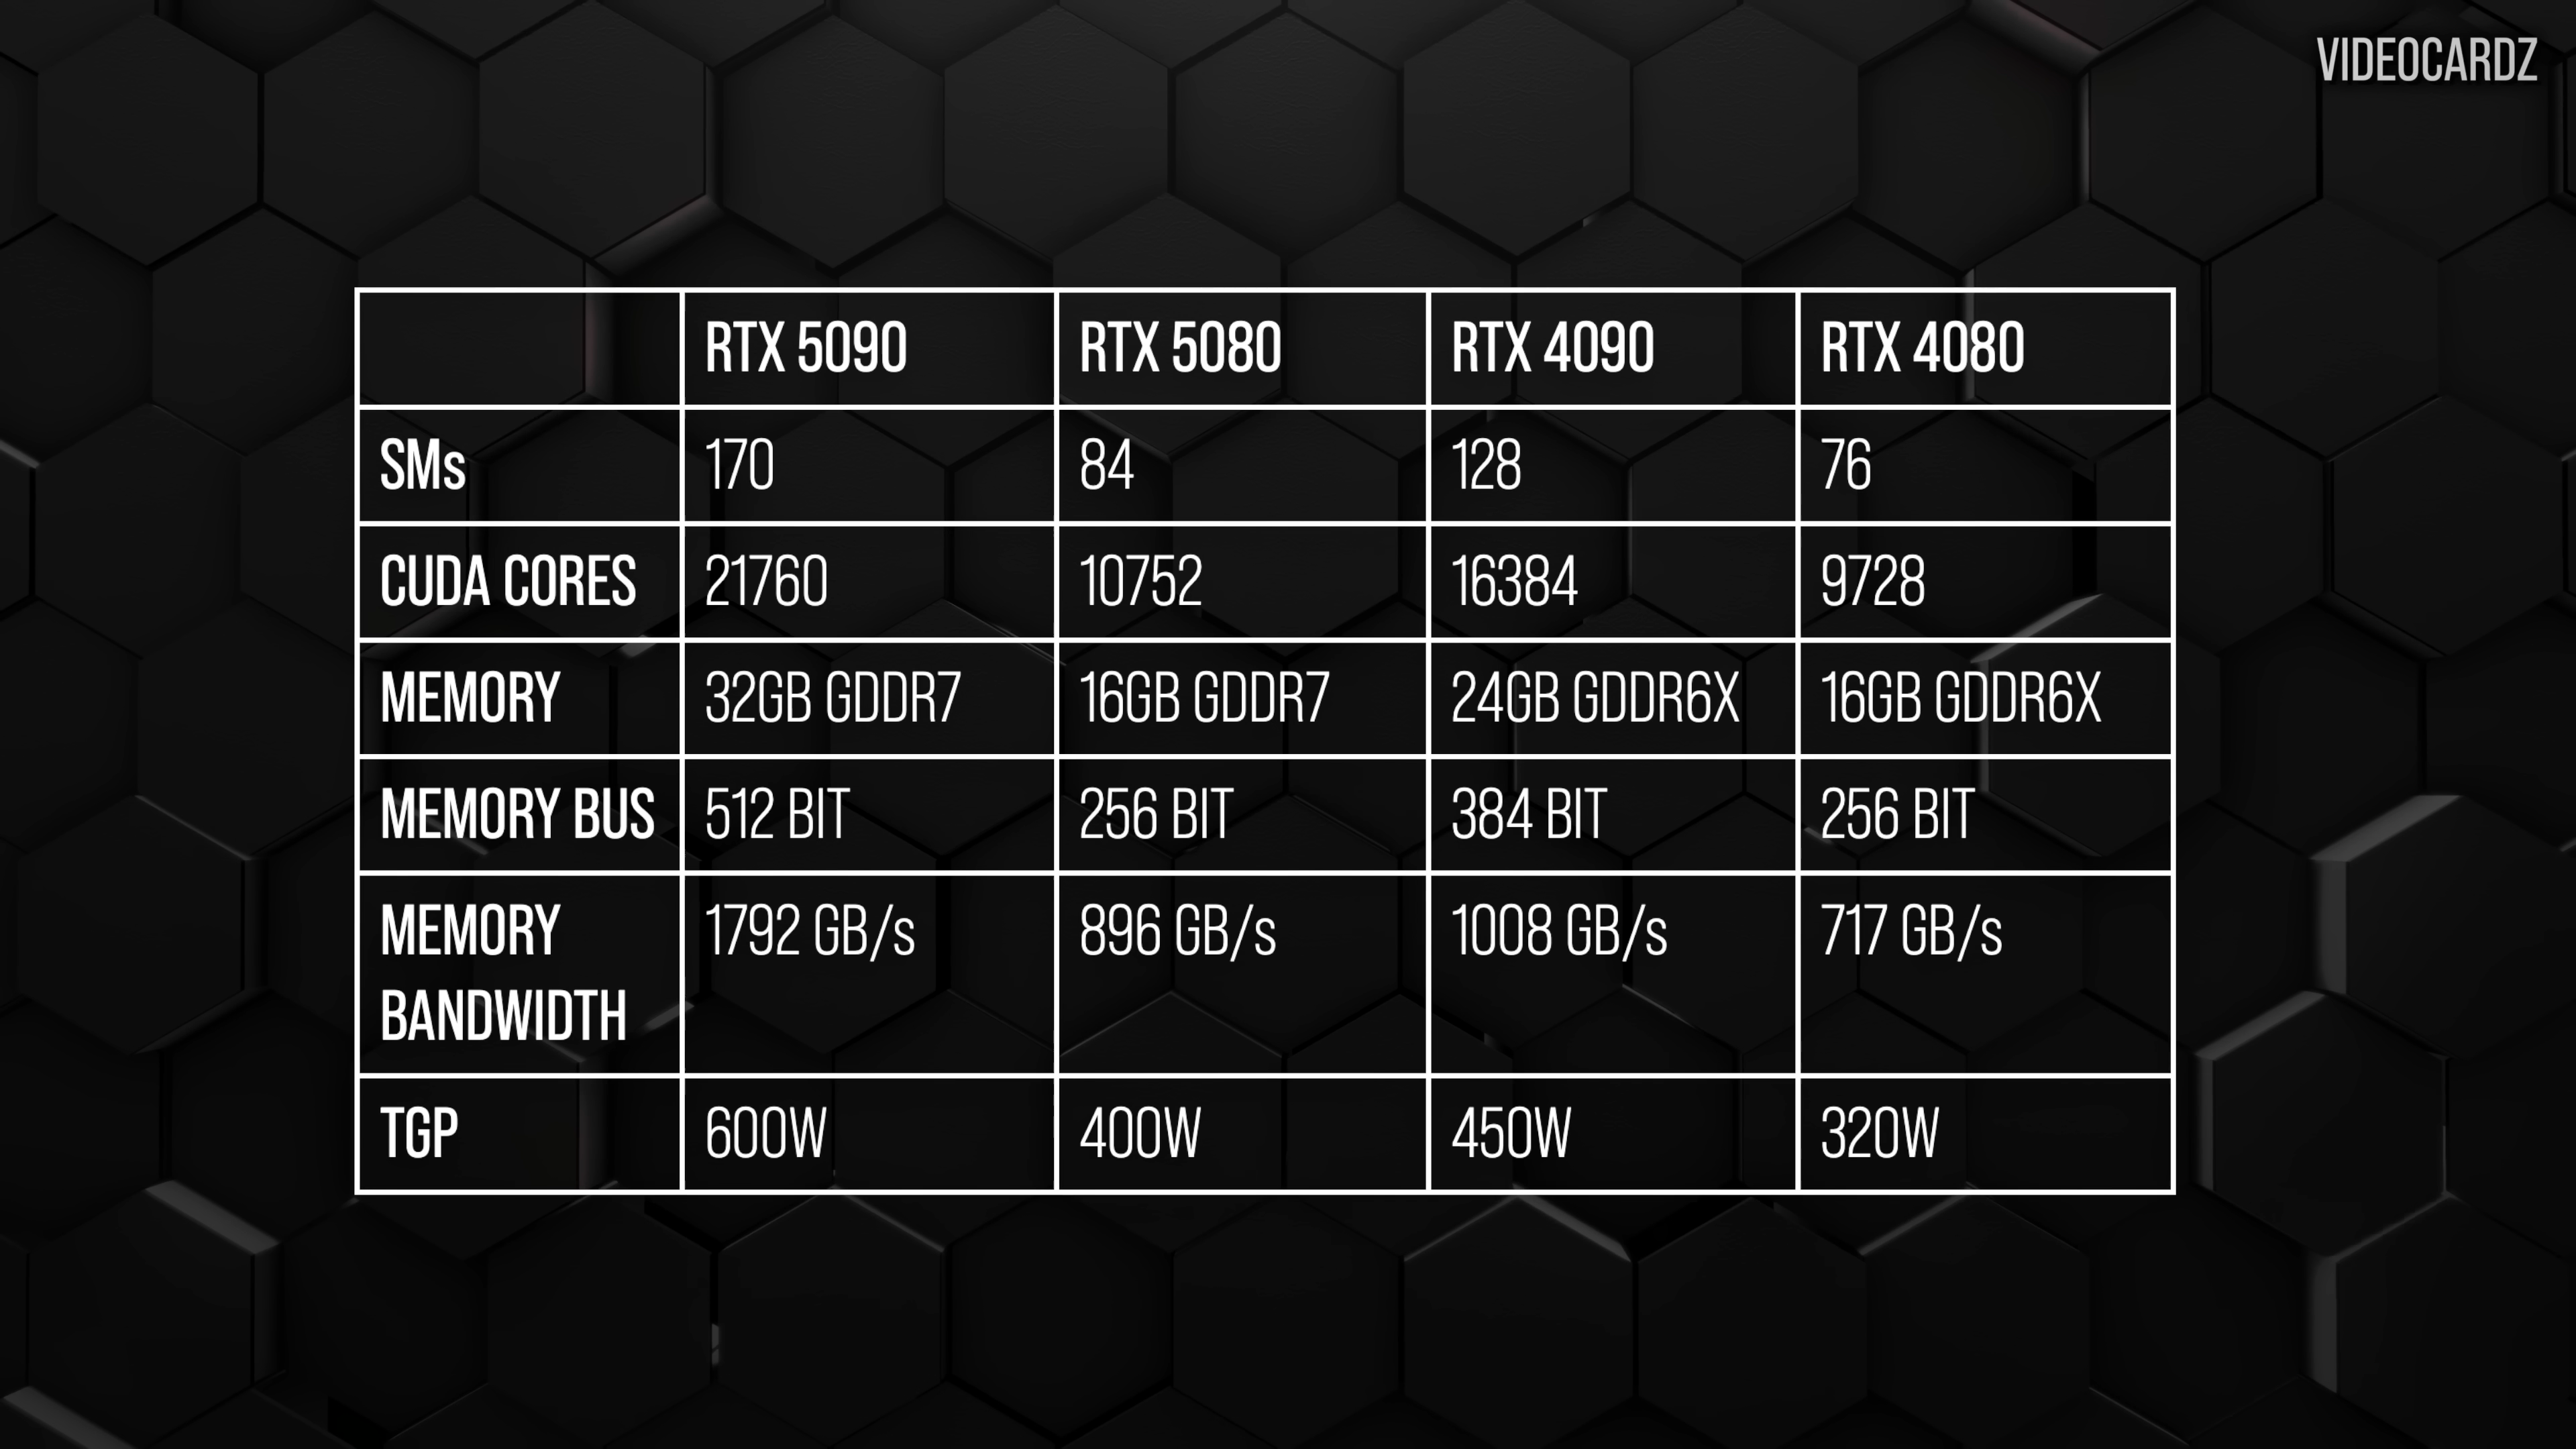 VIDEOCARDZ
RTX 5090 RTX 5080 RTX 4090 RTX 4080
SMs 170 84 128 76
CUDA CORES 21760 10752 16384 9728
MEMORY 32GB GDDR7 16GB GDDR7 24GB GDDR6X 16GB GDDR6X
MEMORY BUS 512 BIT 256 BIT 384 BIT 256 BIT
MEMORY 1792 GB/s 896 GB/s 1008 GB/s 717 GB/s
BANDWIDTH
TGP 600W 400W 450W 320W